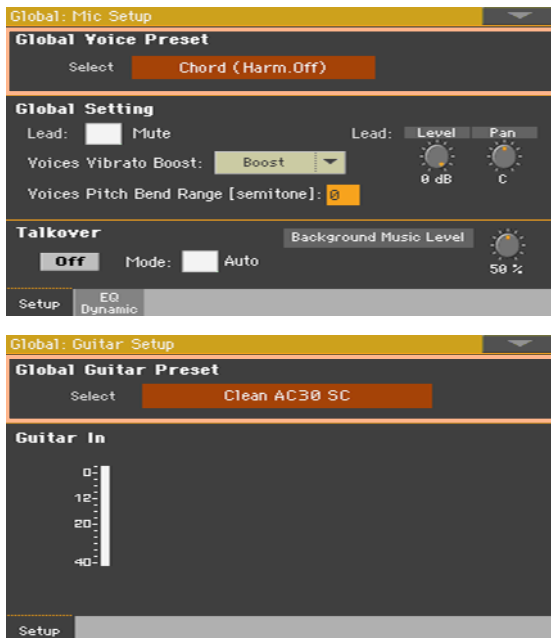 Global: Mic Setup
Global Voice Preset
Select Chord (Harm.Off)
Global Setting
Lead: Mute Lead: Level Pan
Voices Vibrato Boost: Boost
0 dB C
Voices Pitch Bend Range [semitone]: 0
Talkover Background Music Level
Off Mode: Auto 50 %
Setup EQ Dynamic
Global: Guitar Setup
Global Guitar Preset
Select Clean AC30 SC
Guitar In
0
12
20
40
Setup